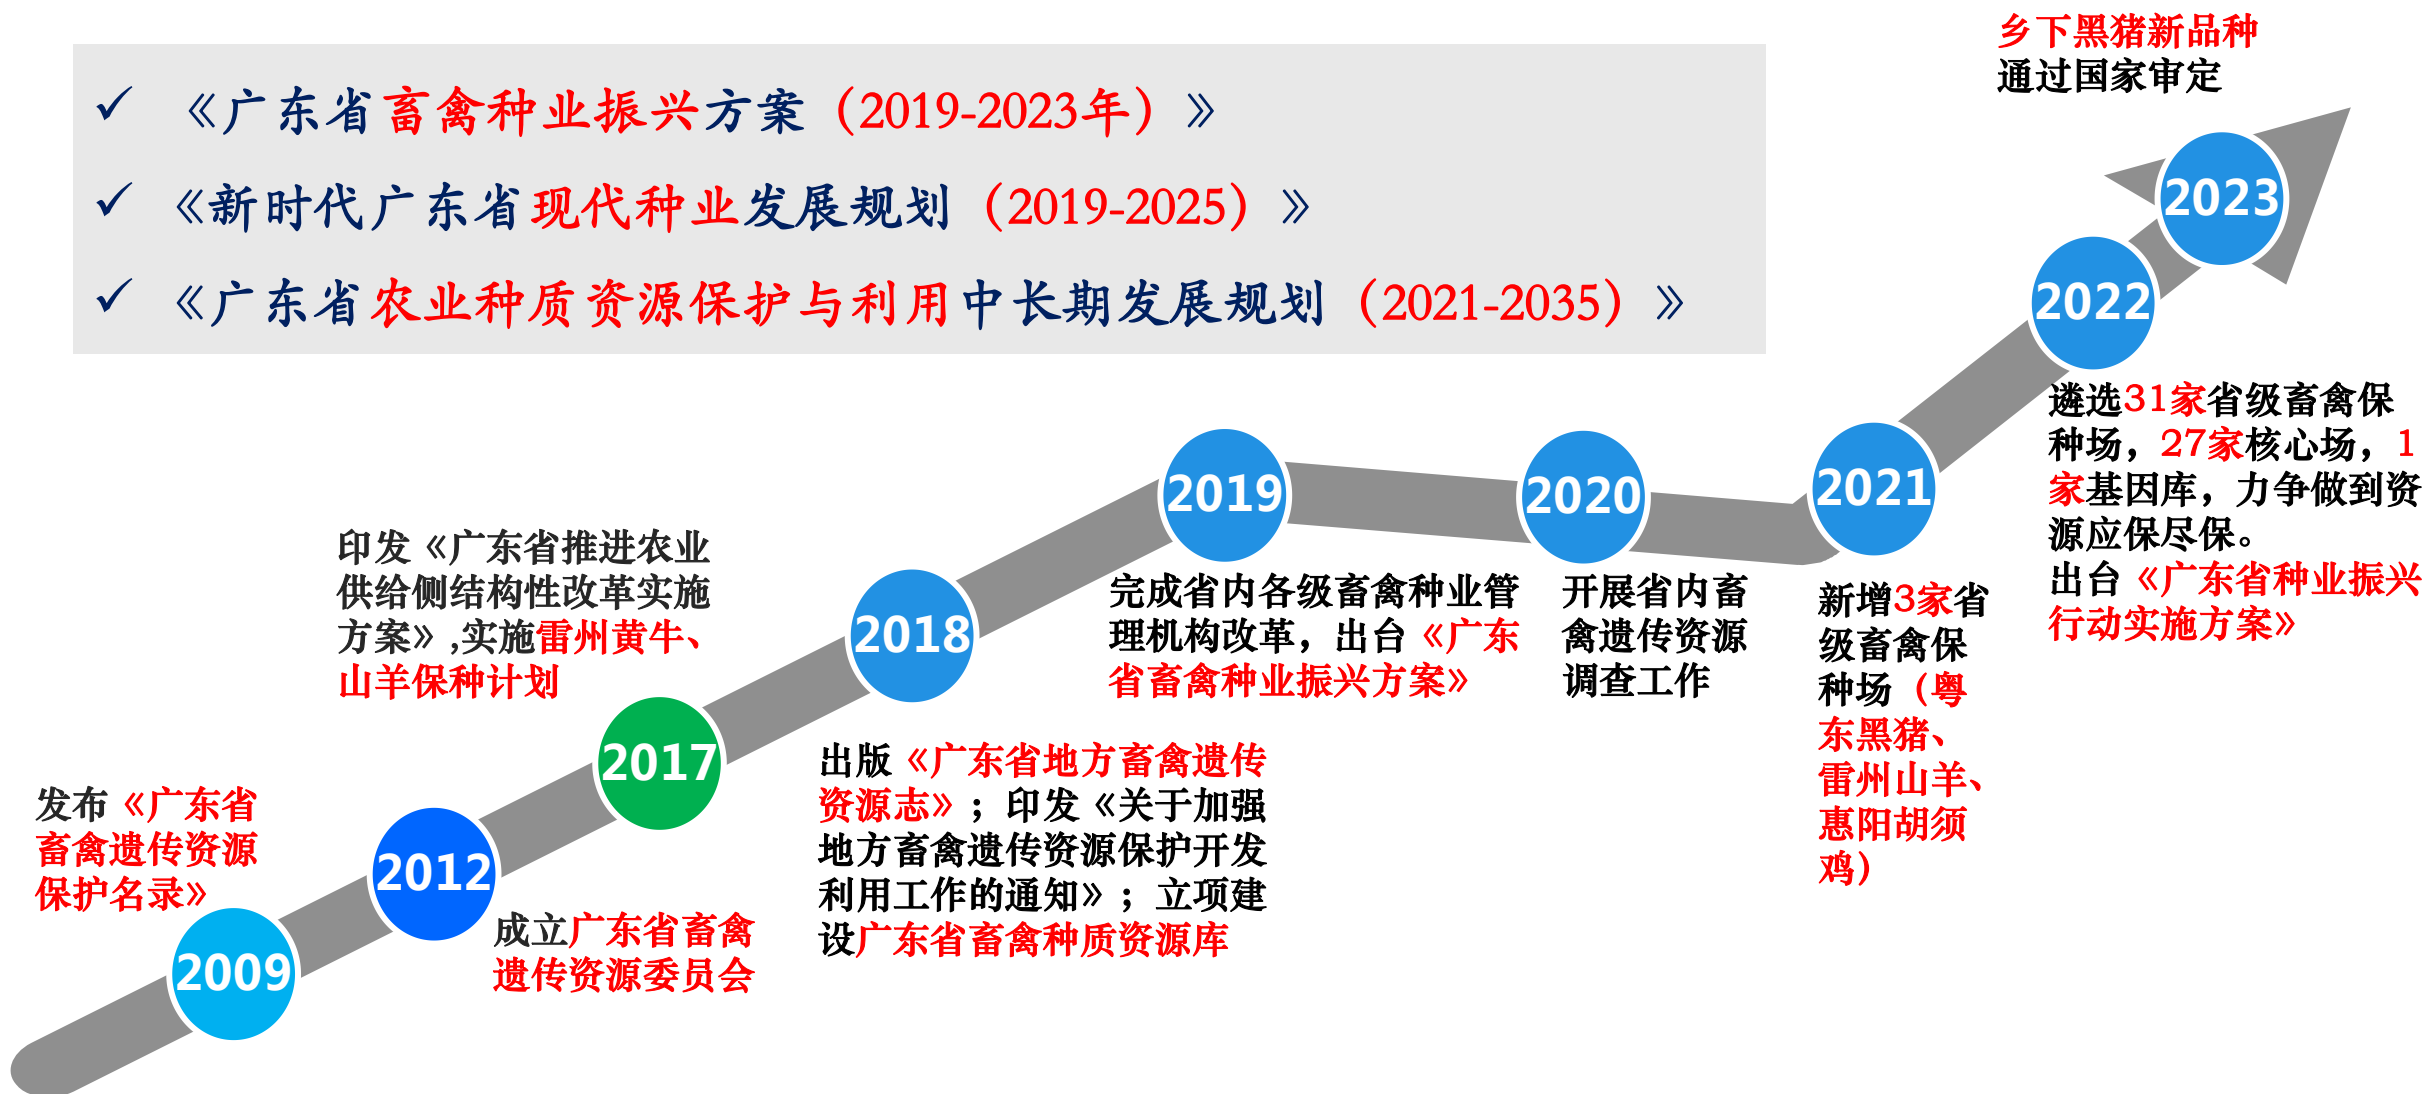 ✓ 《广东省畜禽种业振兴方案（2019-2023年）》
✓ 《新时代广东省现代种业发展规划（2019-2025）》
✓ 《广东省农业种质资源保护与利用中长期发展规划（2021-2035）》
发布《广东省
畜禽遗传资源
保护名录》
2009
2012
成立广东省畜禽
遗传资源委员会
印发《广东省推进农业
供给侧结构性改革实施
方案》,实施雷州黄牛、
山羊保种计划
2017
2018
出版《广东省地方畜禽遗传
资源志》；印发《关于加强
地方畜禽遗传资源保护开发
利用工作的通知》；立项建
设广东省畜禽种质资源库
2019
完成省内各级畜禽种业管
理机构改革，出台《广东
省畜禽种业振兴方案》
2020
开展省内畜
禽遗传资源
调查工作
2021
新增3家省
级畜禽保
种场（粤
东黑猪、
雷州山羊、
惠阳胡须
鸡）
2022
遴选31家省级畜禽保
种场，27家核心场，1
家基因库，力争做到资
源应保尽保。
出台《广东省种业振兴
行动实施方案》
乡下黑猪新品种
通过国家审定
2023